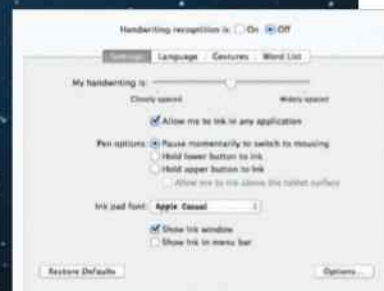 Handwriting recognition is: On Off
Settings Language Gestures Word List
My handwriting is:
Closely spaced Widely spaced
Allow me to Ink in any application
Pen options: Pause momentarily to switch to mousing
Hold lower button to ink
Hold upper button to ink
Allow me to ink above the tablet surface
Ink pad font: Apple Casual
Show Ink window
Show Ink in menu bar
Restore Defaults Options...